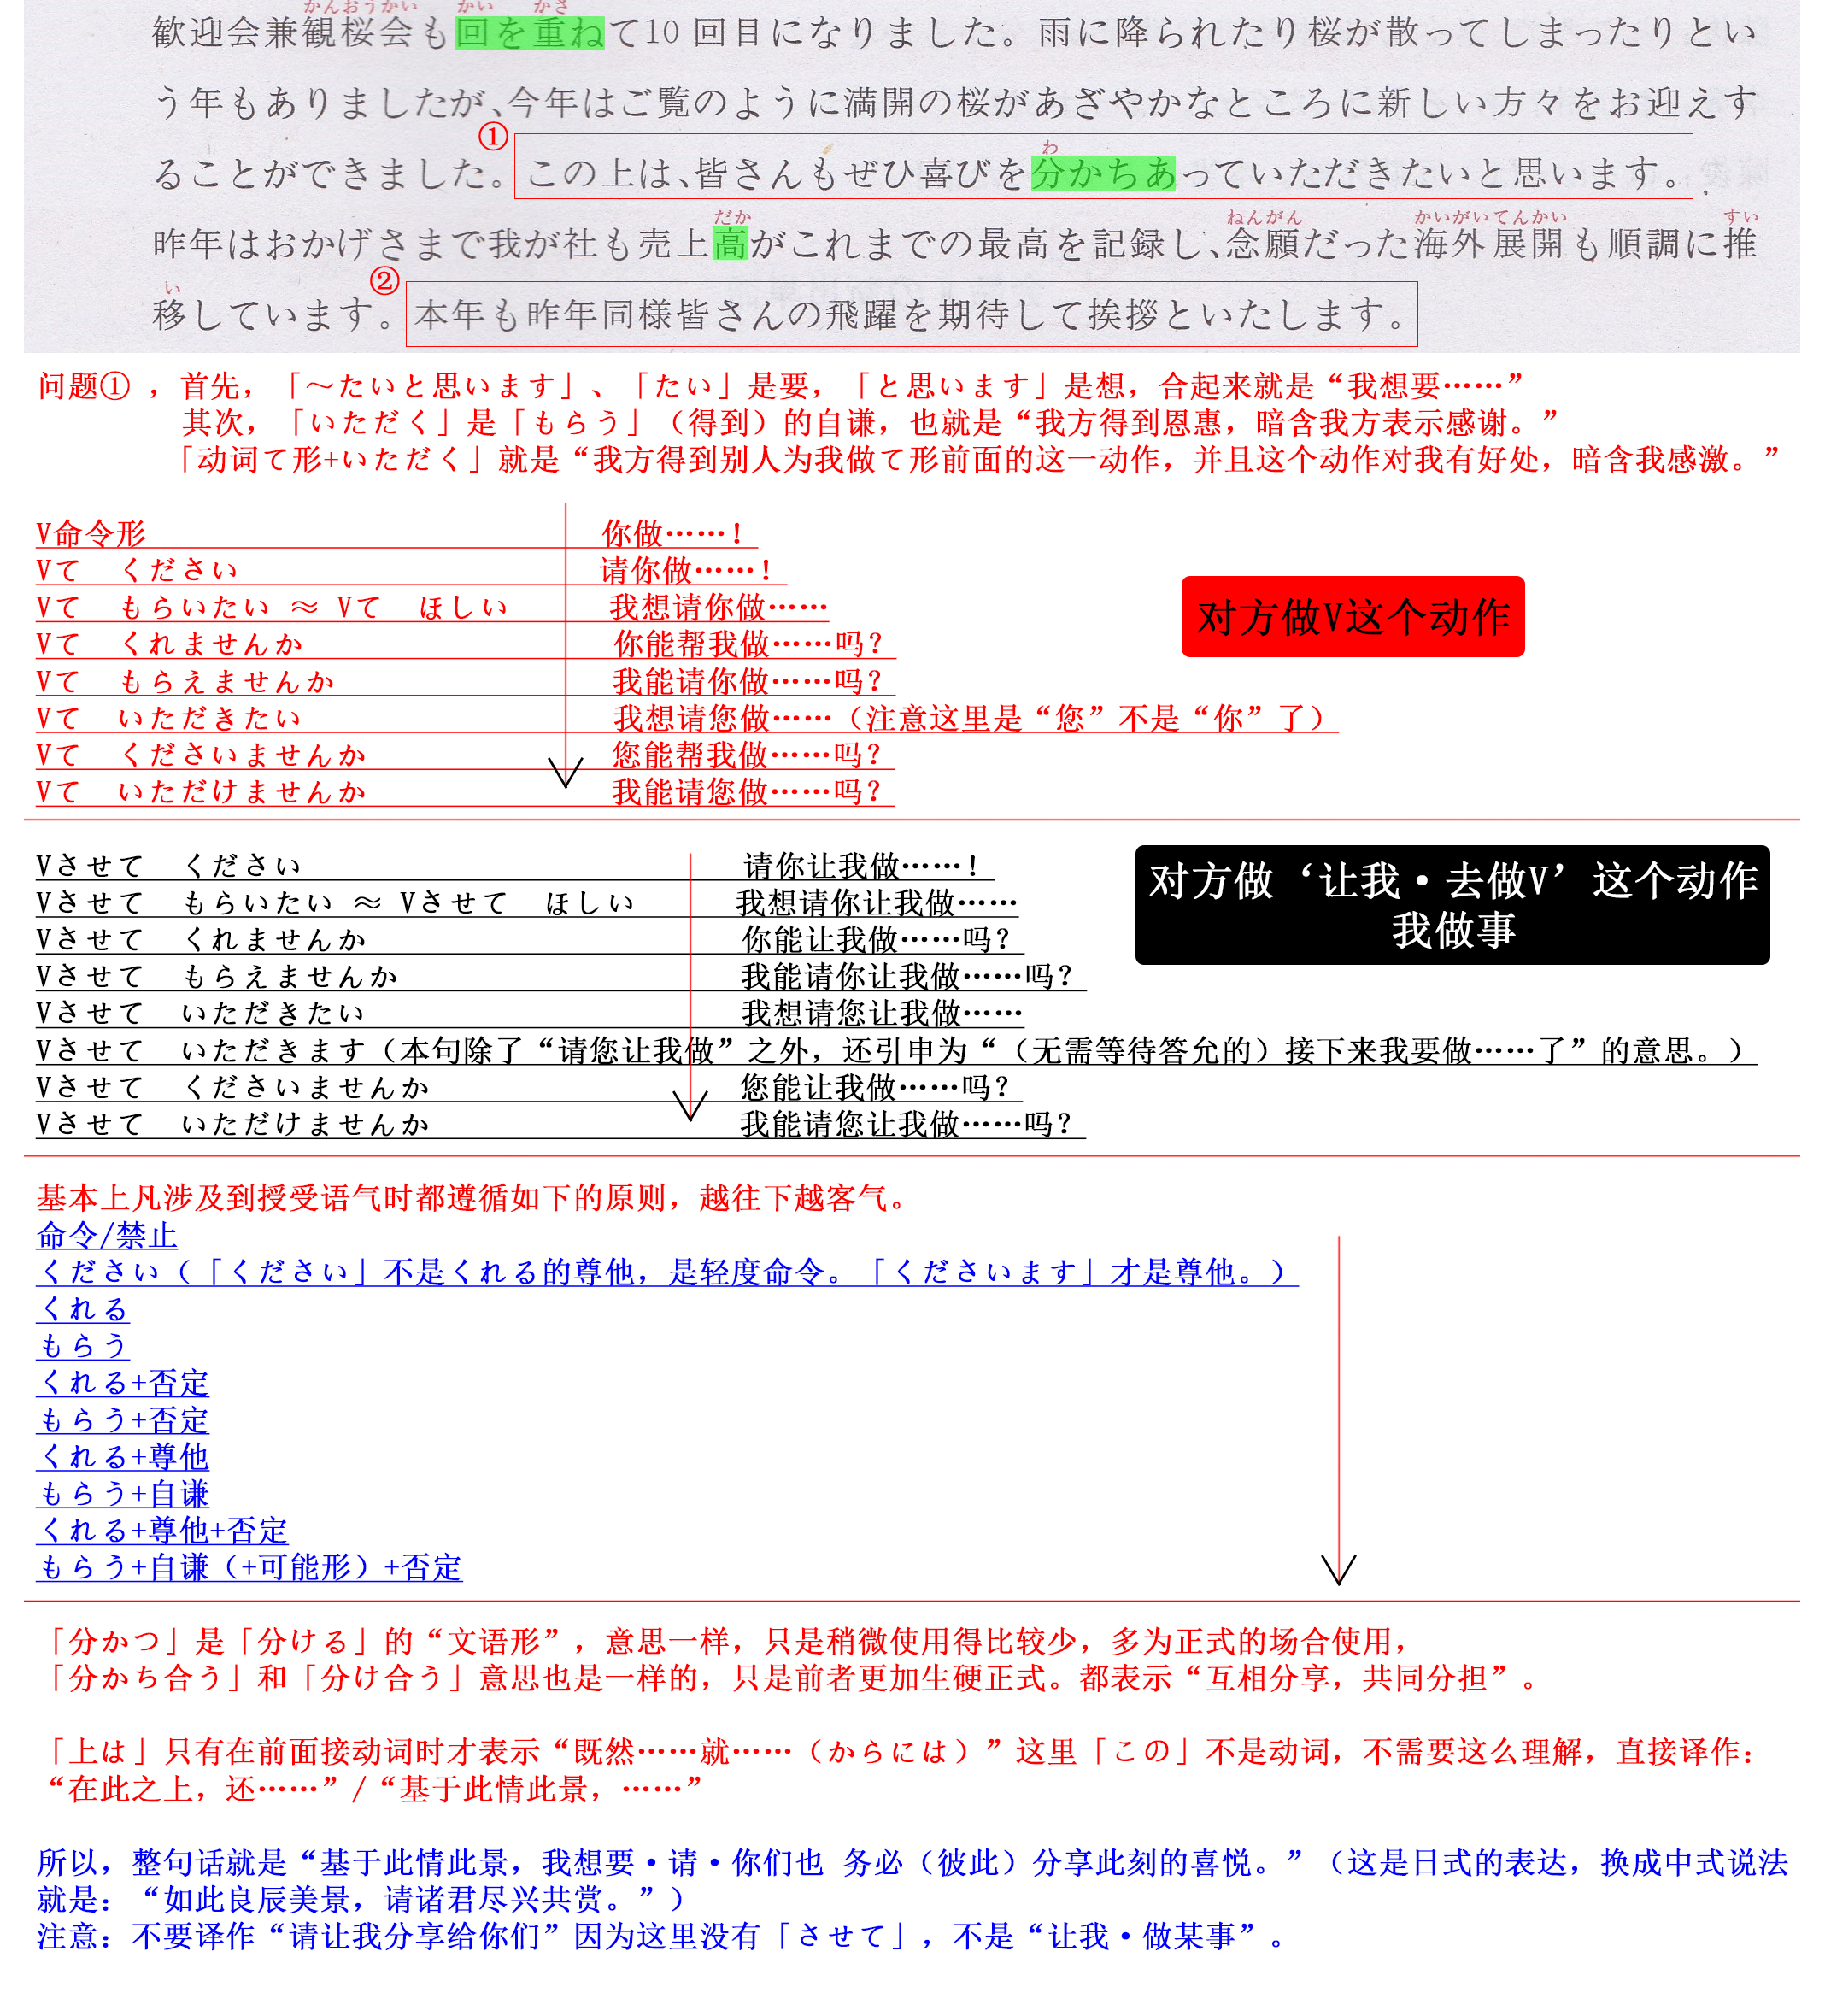 かんおうかい かい かさ
歓迎会兼観桜会も回を重ねて10 回目になりました。雨に降られたり桜が散ってしまったりとい
う年もありましたが、今年はご覧のように満開の桜があざやかなところに新しい方々をお迎えす
①
わ
ることができました。この上は、皆さんもぜひ喜びを分かちあっていただきたいと思います。
だか ねんがん かいがいてんかい すい
昨年はおかげさまで我が社も売上高がこれまでの最高を記録し、念願だった海外展開も順調に推
い ②
移しています。本年も昨年同様皆さんの飛躍を期待して挨拶といたします。
问题①，首先，「～たいと思います」、「たい」是要，「と思います」是想，合起来就是“我想要……”
其次，「いただく」是「もらう」（得到）的自谦，也就是“我方得到恩惠，暗含我方表示感谢。”
「动词て形+いただく」就是“我方得到别人为我做て形前面的这一动作，并且这个动作对我有好处，暗含我感激。”
V命令形 你做……！
Vて ください 请你做……！
Vて もらいたい ≈ Vて ほしい 我想请你做……
Vて くれませんか 你能帮我做……吗？
Vて もらえませんか 我能请你做……吗？
Vて いただきたい 我想请您做……（注意这里是“您”不是“你”了）
Vて くださいませんか 您能帮我做……吗？
Vて いただけませんか 我能请您做……吗？
对方做V这个动作
Vさせて ください 请你让我做……！
Vさせて もらいたい ≈ Vさせて ほしい 我想请你让我做……
Vさせて くれませんか 你能让我做……吗？
Vさせて もらえませんか 我能请你让我做……吗？
Vさせて いただきたい 我想请您让我做……
Vさせて いただきます（本句除了“请您让我做”之外，还引申为“（无需等待答允的）接下来我要做……了”的意思。）
Vさせて くださいませんか 您能让我做……吗？
Vさせて いただけませんか 我能请您让我做……吗？
对方做‘让我·去做V’这个动作
我做事
基本上凡涉及到授受语气时都遵循如下的原则，越往下越客气。
命令/禁止
ください（「ください」不是くれる的尊他，是轻度命令。「くださいます」才是尊他。）
くれる
もらう
くれる+否定
もらう+否定
くれる+尊他
もらう+自谦
くれる+尊他+否定
もらう+自谦（+可能形）+否定
「分かつ」是「分ける」的“文语形”，意思一样，只是稍微使用得比较少，多为正式的场合使用，
「分かち合う」和「分け合う」意思也是一样的，只是前者更加生硬正式。都表示“互相分享，共同分担”。
「上は」只有在前面接动词时才表示“既然……就……（からには）”这里「この」不是动词，不需要这么理解，直接译作：
“在此之上，还……”/“基于此情此景，……”
所以，整句话就是“基于此情此景，我想要·请·你们也 务必（彼此）分享此刻的喜悦。”（这是日式的表达，换成中式说法
就是：“如此良辰美景，请诸君尽兴共赏。”）
注意：不要译作“请让我分享给你们”因为这里没有「させて」，不是“让我·做某事”。